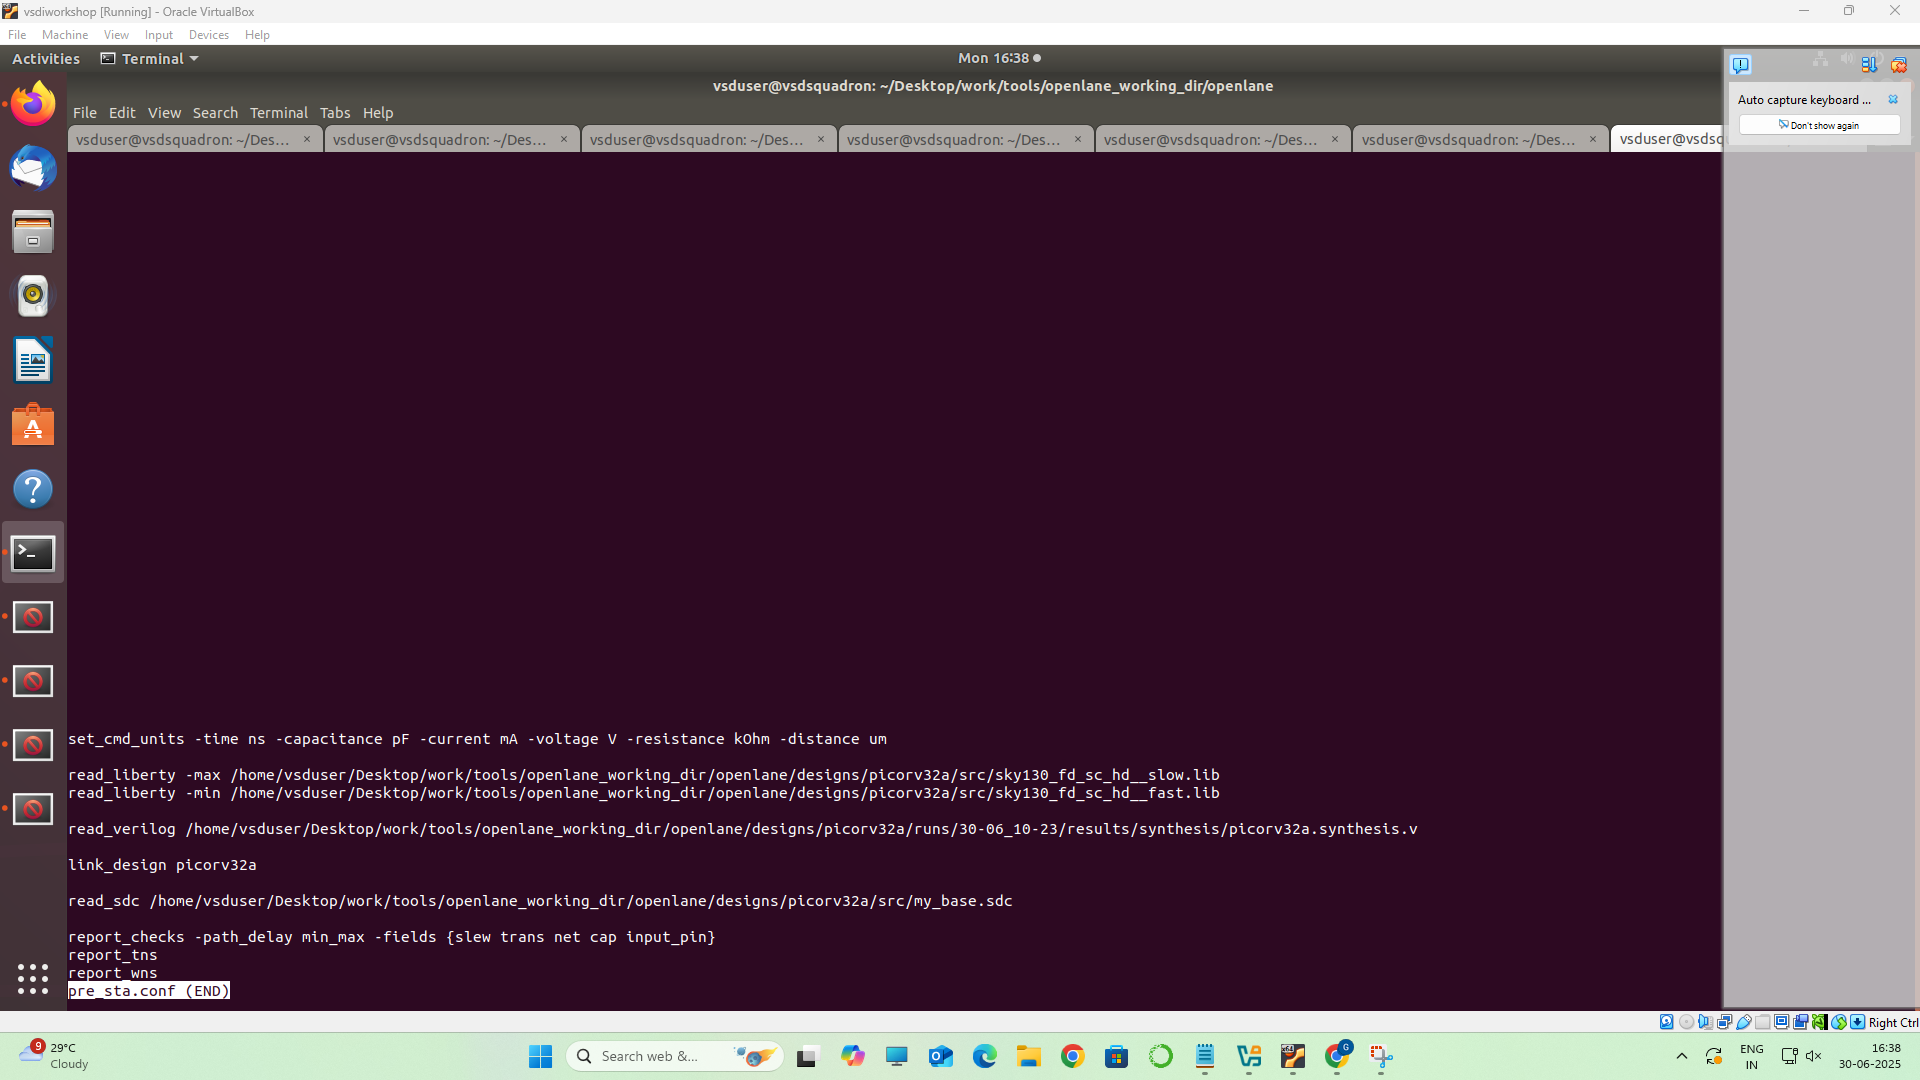 vsdiworkshop [Running] - Oracle VirtualBox
File Machine View Input Devices Help
Activities Terminal Mon 16:38
vsduser@vsdsquadron: ~/Desktop/work/tools/openlane_working_dir/openlane
File Edit View Search Terminal Tabs Help
vsduser@vsdsquadron: ~/Des... × vsduser@vsdsquadron: ~/Des... × vsduser@vsdsquadron: ~/Des... × vsduser@vsdsquadron: ~/Des... × vsduser@vsdsquadron: ~/Des... × vsduser@vsdsquadron: ~/Des... × vsduser@vsdsq
Auto capture keyboard ...
Don't show again
set_cmd_units -time ns -capacitance pF -current mA -voltage V -resistance kOhm -distance um
read_liberty -max /home/vsduser/Desktop/work/tools/openlane_working_dir/openlane/designs/picorv32a/src/sky130_fd_sc_hd__slow.lib
read_liberty -min /home/vsduser/Desktop/work/tools/openlane_working_dir/openlane/designs/picorv32a/src/sky130_fd_sc_hd__fast.lib
read_verilog /home/vsduser/Desktop/work/tools/openlane_working_dir/openlane/designs/picorv32a/runs/30-06_10-23/results/synthesis/picorv32a.synthesis.v
link_design picorv32a
read_sdc /home/vsduser/Desktop/work/tools/openlane_working_dir/openlane/designs/picorv32a/src/my_base.sdc
report_checks -path_delay min_max -fields {slew trans net cap input_pin}
report_tns
report_wns
pre_sta.conf (END)
Right Ctrl
9
29°C
Cloudy
Search web &...
G
ENG
IN
16:38
30-06-2025